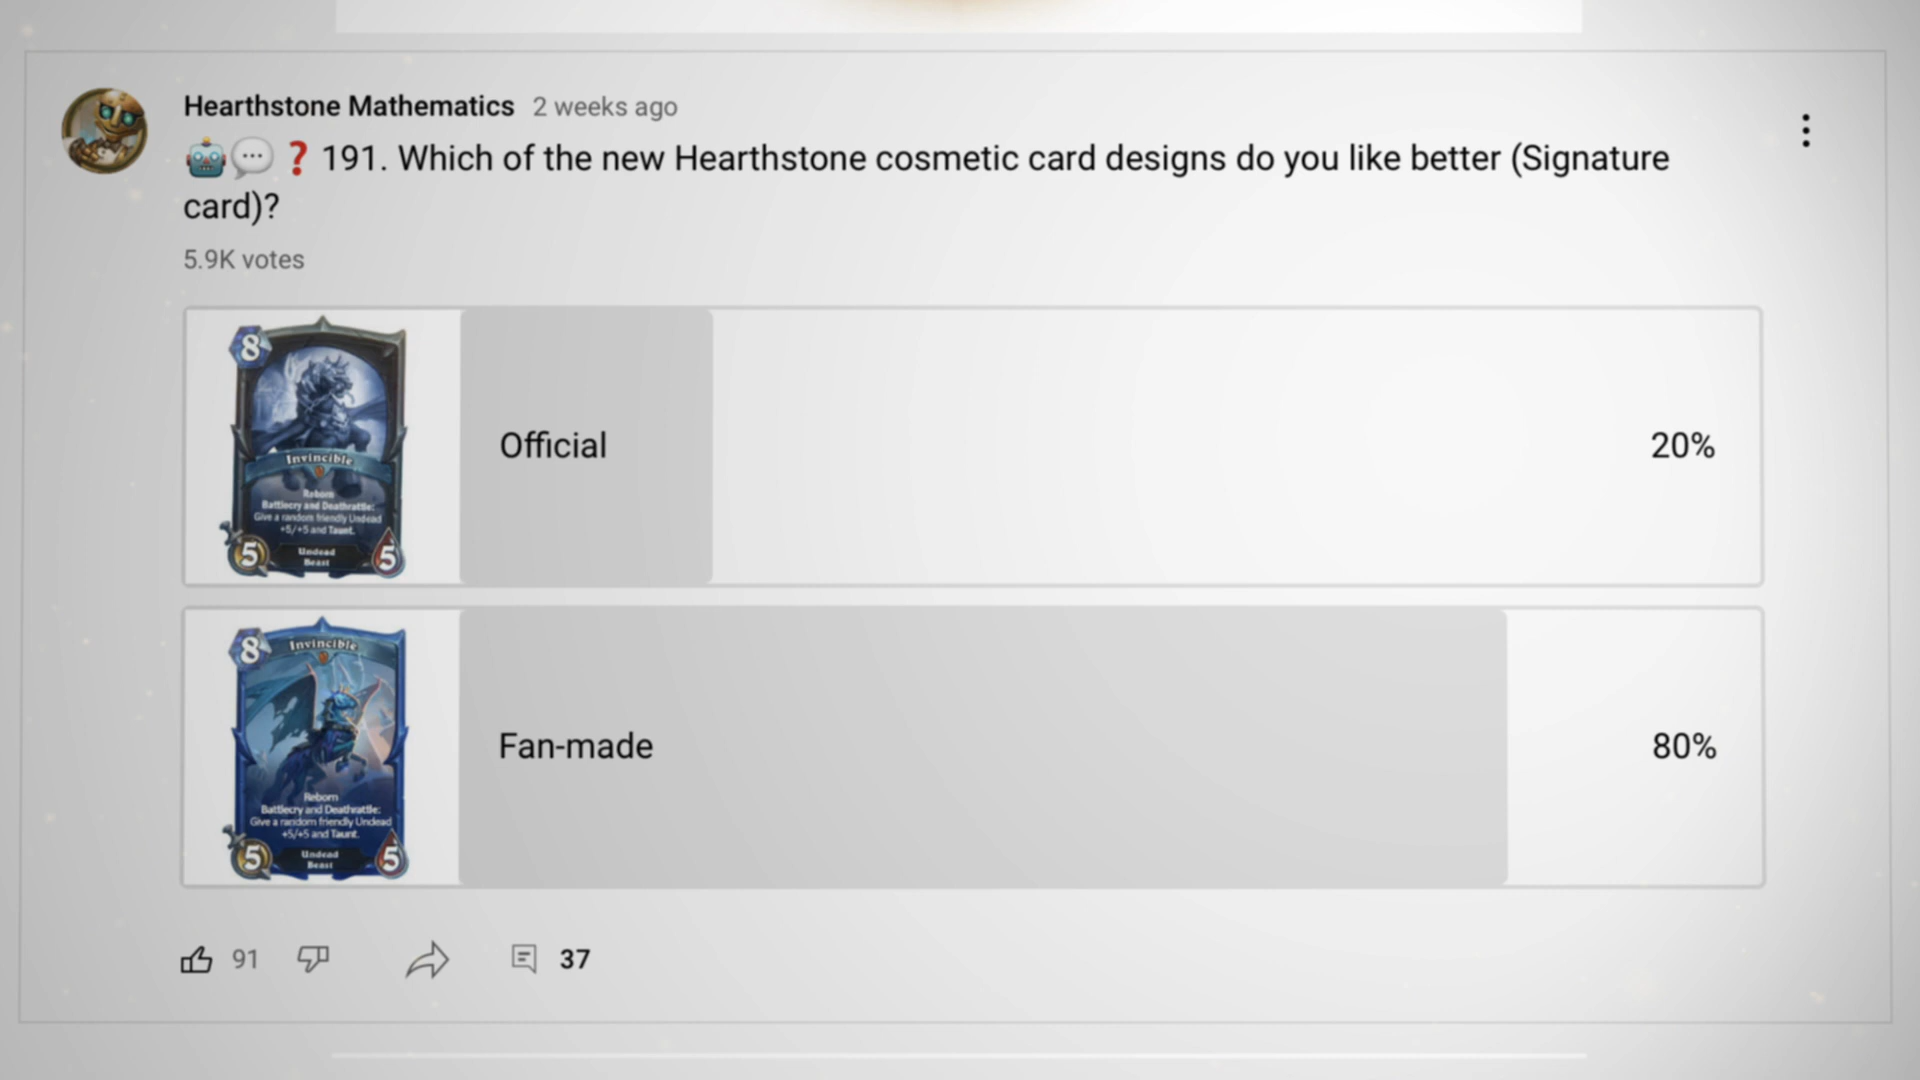 Hearthstone Mathematics 2 weeks ago
🤖💬❓ 191. Which of the new Hearthstone cosmetic card designs do you like better (Signature
card)?
5.9K votes
8
Invincible
Reborn
Battlecry and Deathrattle:
Give a random friendly Undead
+5/+5 and Taunt.
5 Undead 5
Beast
Official
20%
8 Invincible
Reborn
Battlecry and Deathrattle:
Give a random friendly Undead
+5/+5 and Taunt.
5 Undead 5
Beast
Fan-made
80%
91
37